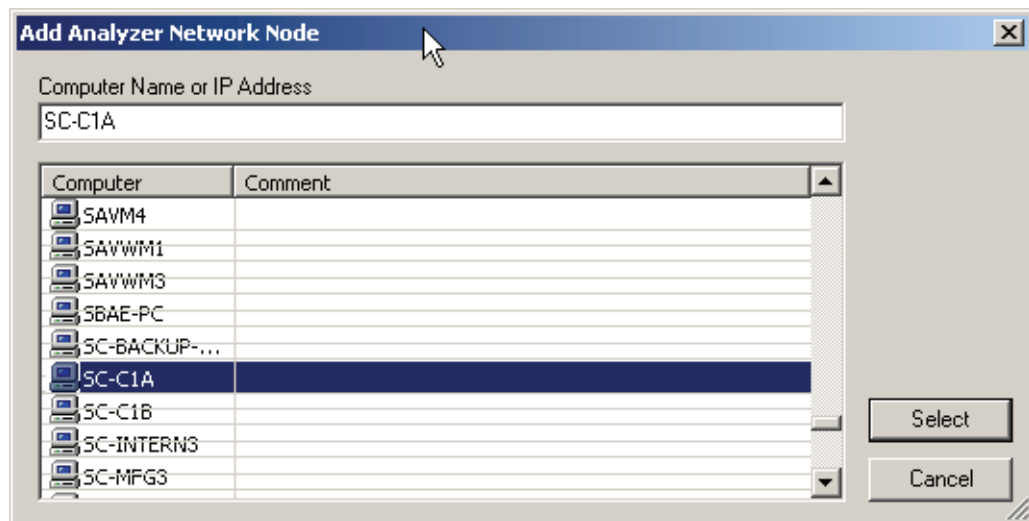 Add Analyzer Network Node
Computer Name or IP Address
SC-C1A
Computer Comment
SAVM4
SAVWM1
SAVWM3
SBAE-PC
SC-BACKUP-...
SC-C1A
SC-C1B
SC-INTERN3
SC-MFG3
Select
Cancel